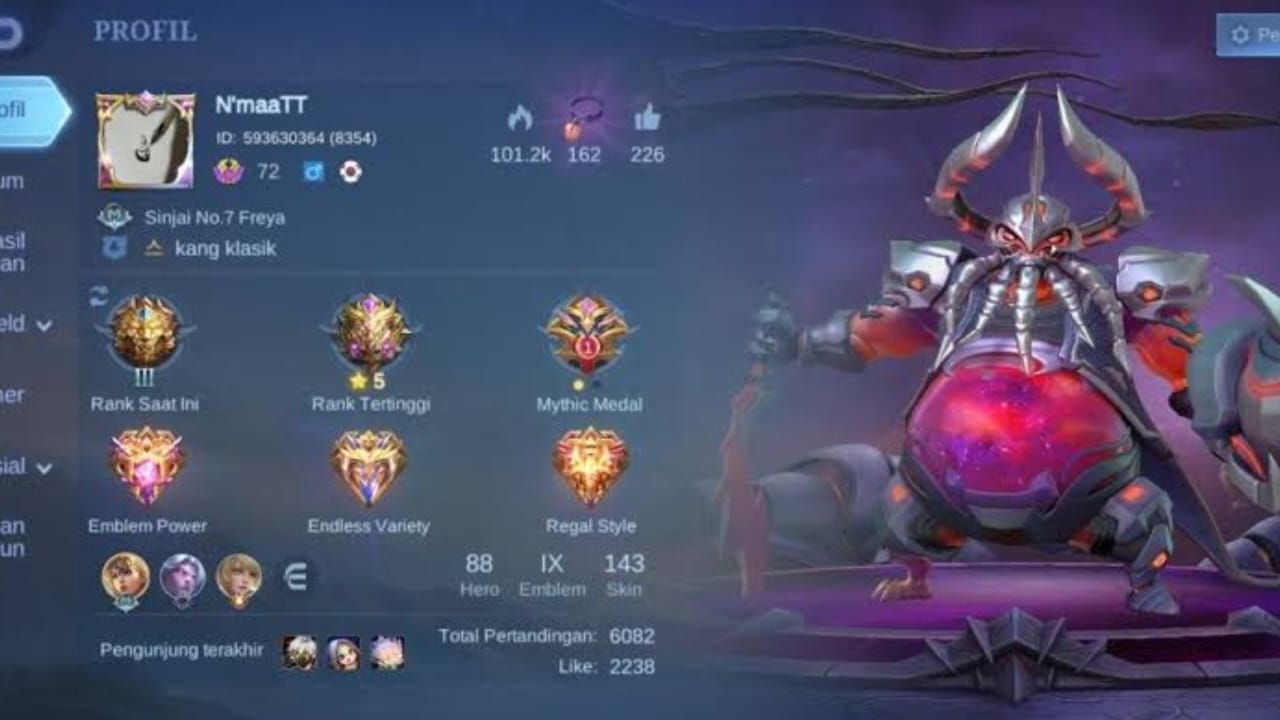 PROFIL
Pe
ofil
N'maaTT
ID: 593630364 (8354)
72
101.2k 162 226
um
Sinjai No.7 Freya
asil
an
kang klasik
eld
III
5
1
Rank Saat Ini Rank Tertinggi Mythic Medal
ner
sial
Emblem Power Endless Variety Regal Style
an
un
88 IX 143
Hero Emblem Skin
Pengunjung terakhir
Total Pertandingan: 6082
Like: 2238